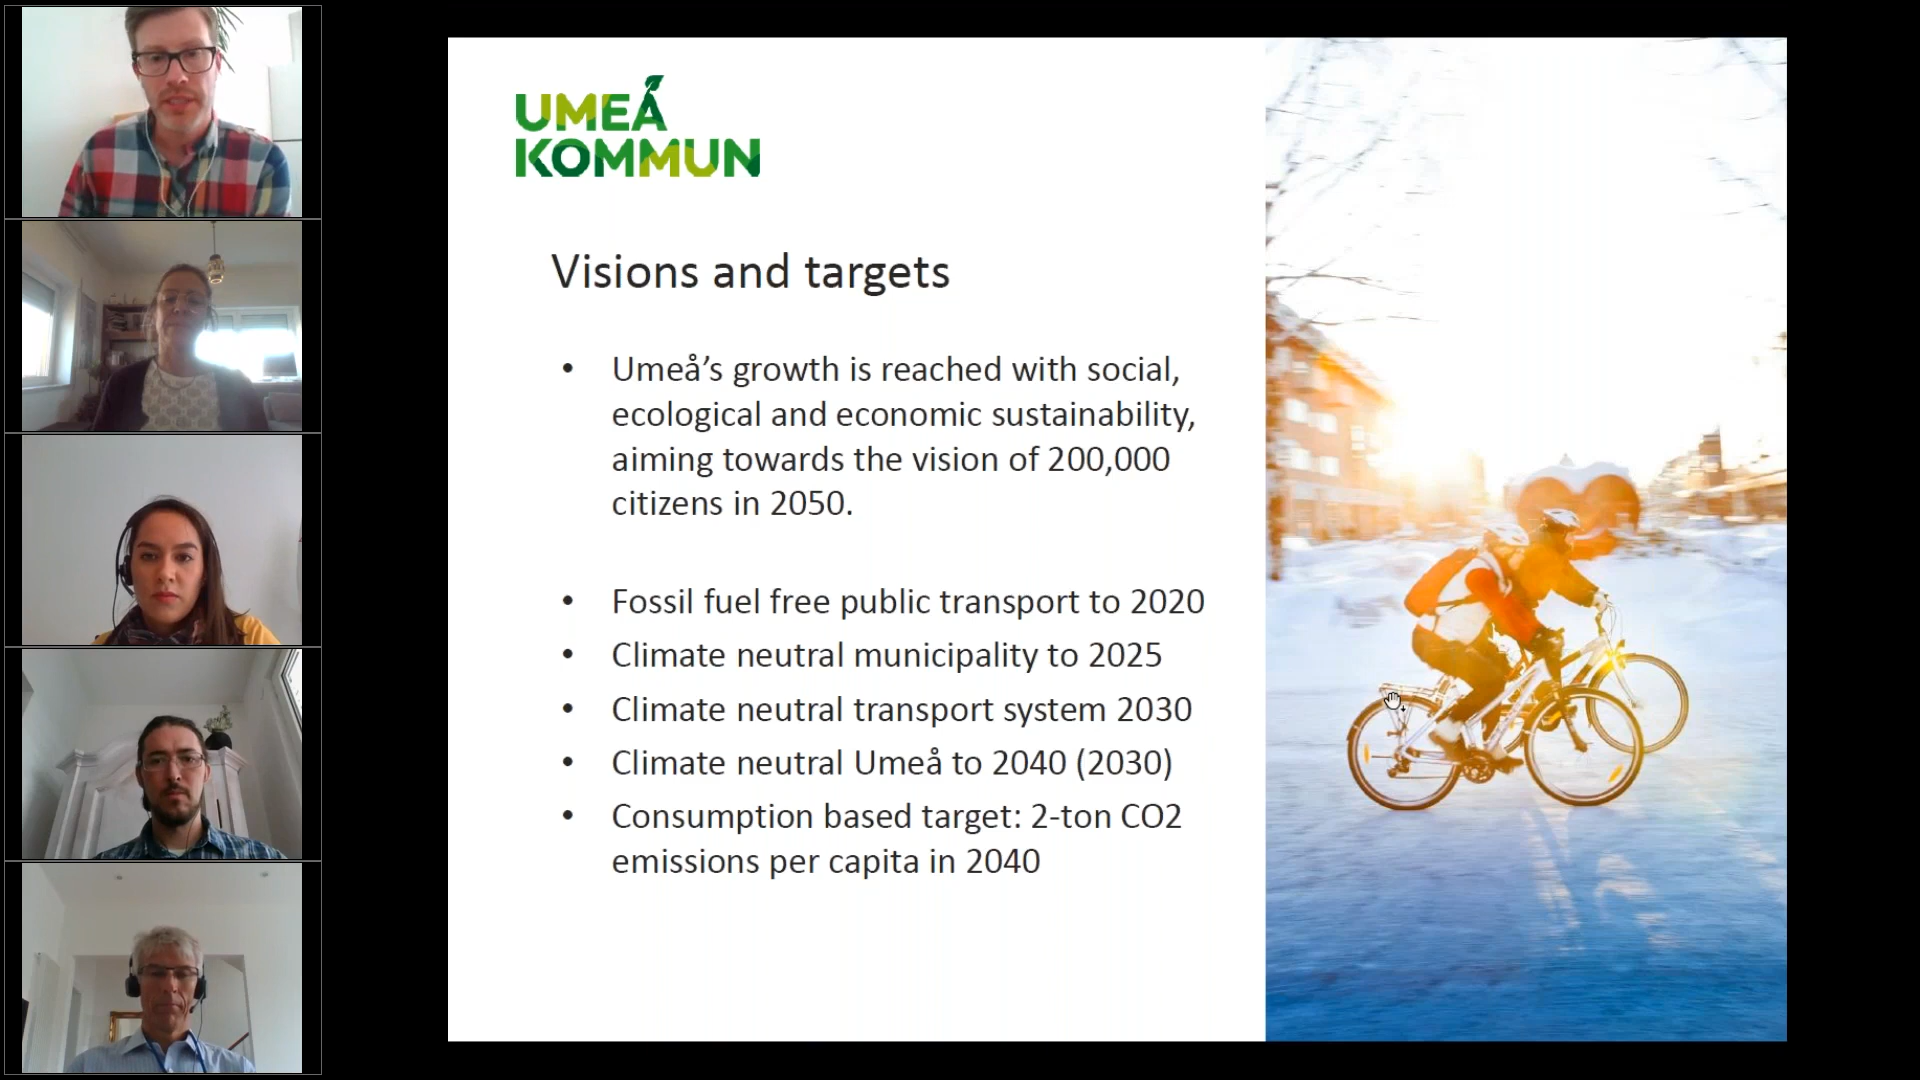 UMEÅ
KOMMUN
Visions and targets
• Umeå’s growth is reached with social,
ecological and economic sustainability,
aiming towards the vision of 200,000
citizens in 2050.
• Fossil fuel free public transport to 2020
• Climate neutral municipality to 2025
• Climate neutral transport system 2030
• Climate neutral Umeå to 2040 (2030)
• Consumption based target: 2-ton CO2
emissions per capita in 2040